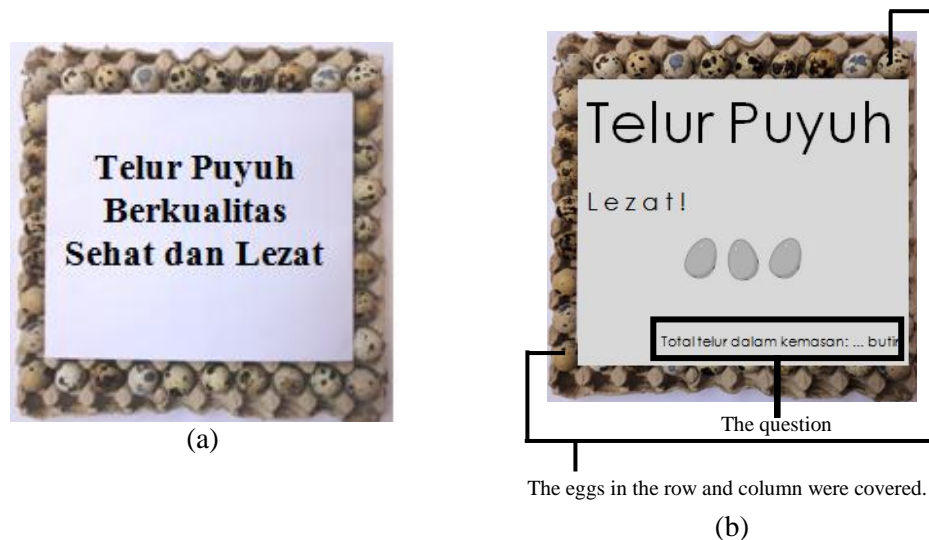 Telur Puyuh
Berkualitas
Sehat dan Lezat
(a)
Telur Puyuh
Lezat!
Total telur dalam kemasan: ... butir
The question
The eggs in the row and column were covered.
(b)